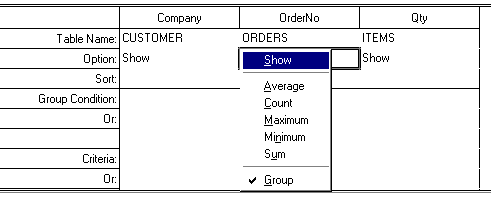 Company OrderNo Qty
Table Name: CUSTOMER ORDERS ITEMS
Option: Show Show Show
Sort:
Average
Group Condition: Count
Or: Maximum
Minimum
Sum
Criteria:
Or: Group